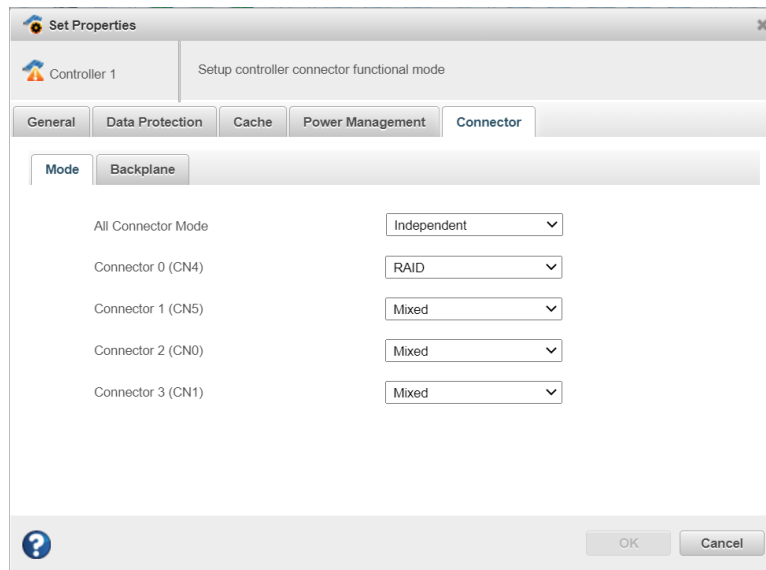 Set Properties
Controller 1
Setup controller connector functional mode
General Data Protection Cache Power Management Connector
Mode Backplane
All Connector Mode Independent
Connector 0 (CN4) RAID
Connector 1 (CN5) Mixed
Connector 2 (CN0) Mixed
Connector 3 (CN1) Mixed
? OK Cancel